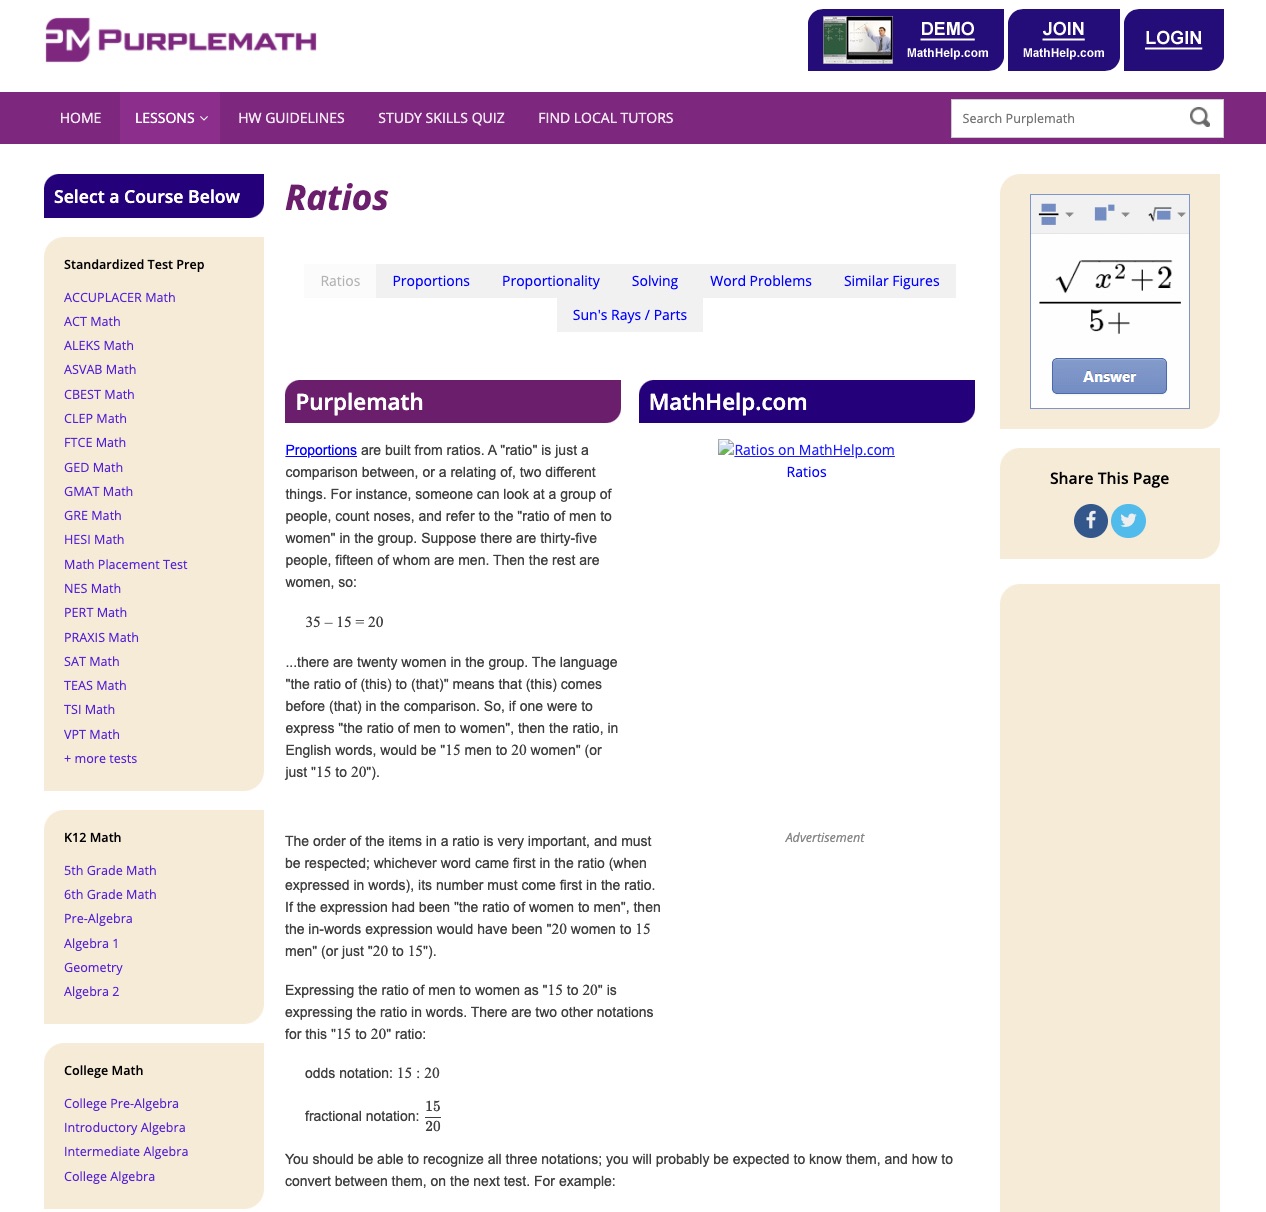 PM PURPLEMATH
DEMO
MathHelp.com
JOIN
MathHelp.com
LOGIN
HOME LESSONS HW GUIDELINES STUDY SKILLS QUIZ FIND LOCAL TUTORS
Search Purplemath
Select a Course Below
Standardized Test Prep
ACCUPLACER Math
ACT Math
ALEKS Math
ASVAB Math
CBEST Math
CLEP Math
FTCE Math
GED Math
GMAT Math
GRE Math
HESI Math
Math Placement Test
NES Math
PERT Math
PRAXIS Math
SAT Math
TEAS Math
TSI Math
VPT Math
+ more tests
K12 Math
5th Grade Math
6th Grade Math
Pre-Algebra
Algebra 1
Geometry
Algebra 2
College Math
College Pre-Algebra
Introductory Algebra
Intermediate Algebra
College Algebra
Ratios
Ratios Proportions Proportionality Solving Word Problems Similar Figures
Sun's Rays / Parts
Purplemath
Proportions are built from ratios. A "ratio" is just a
comparison between, or a relating of, two different
things. For instance, someone can look at a group of
people, count noses, and refer to the "ratio of men to
women" in the group. Suppose there are thirty-five
people, fifteen of whom are men. Then the rest are
women, so:
35 – 15 = 20
...there are twenty women in the group. The language
"the ratio of (this) to (that)" means that (this) comes
before (that) in the comparison. So, if one were to
express "the ratio of men to women", then the ratio, in
English words, would be "15 men to 20 women" (or
just "15 to 20").
MathHelp.com
Ratios on MathHelp.com
Ratios
The order of the items in a ratio is very important, and must
be respected; whichever word came first in the ratio (when
expressed in words), its number must come first in the ratio.
If the expression had been "the ratio of women to men", then
the in-words expression would have been "20 women to 15
men" (or just "20 to 15").
Advertisement
Expressing the ratio of men to women as "15 to 20" is
expressing the ratio in words. There are two other notations
for this "15 to 20" ratio:
odds notation: 15 : 20
fractional notation: 15/20
You should be able to recognize all three notations; you will probably be expected to know them, and how to
convert between them, on the next test. For example:
√x²+2
5+
Answer
Share This Page